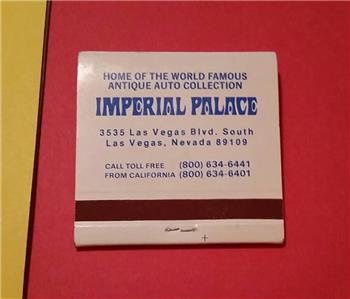 HOME OF THE WORLD FAMOUS
ANTIQUE AUTO COLLECTION
IMPERIAL PALACE
3535 Las Vegas Blvd. South
Las Vegas, Nevada 89109
CALL TOLL FREE (800) 634-6441
FROM CALIFORNIA (800) 634-6401